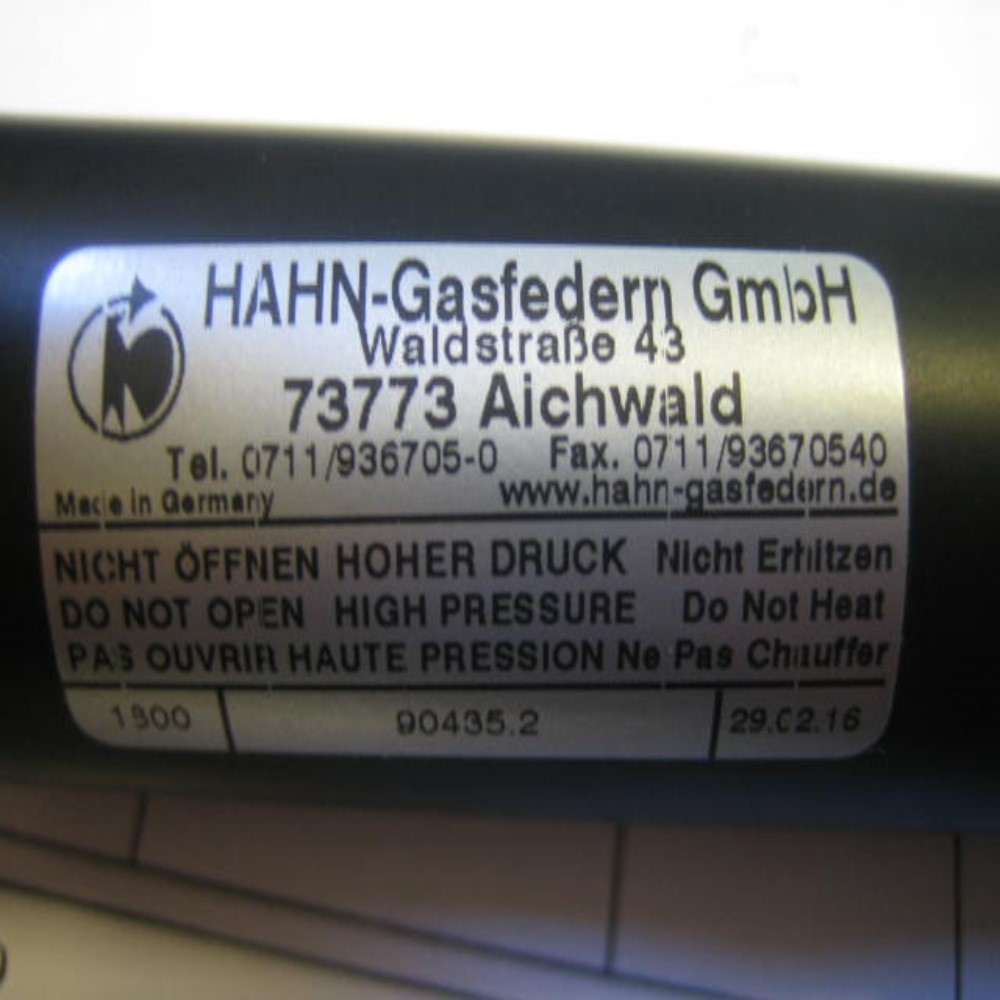 HAHN-Gasfedern GmbH
Waldstraße 43
73773 Aichwald
Tel. 0711/936705-0 Fax. 0711/93670540
Made in Germany www.hahn-gasfedern.de
NICHT ÖFFNEN HOHER DRUCK Nicht Erhitzen
DO NOT OPEN HIGH PRESSURE Do Not Heat
PAS OUVRIR HAUTE PRESSION Ne Pas Chauffer
90435.2 29.02.16